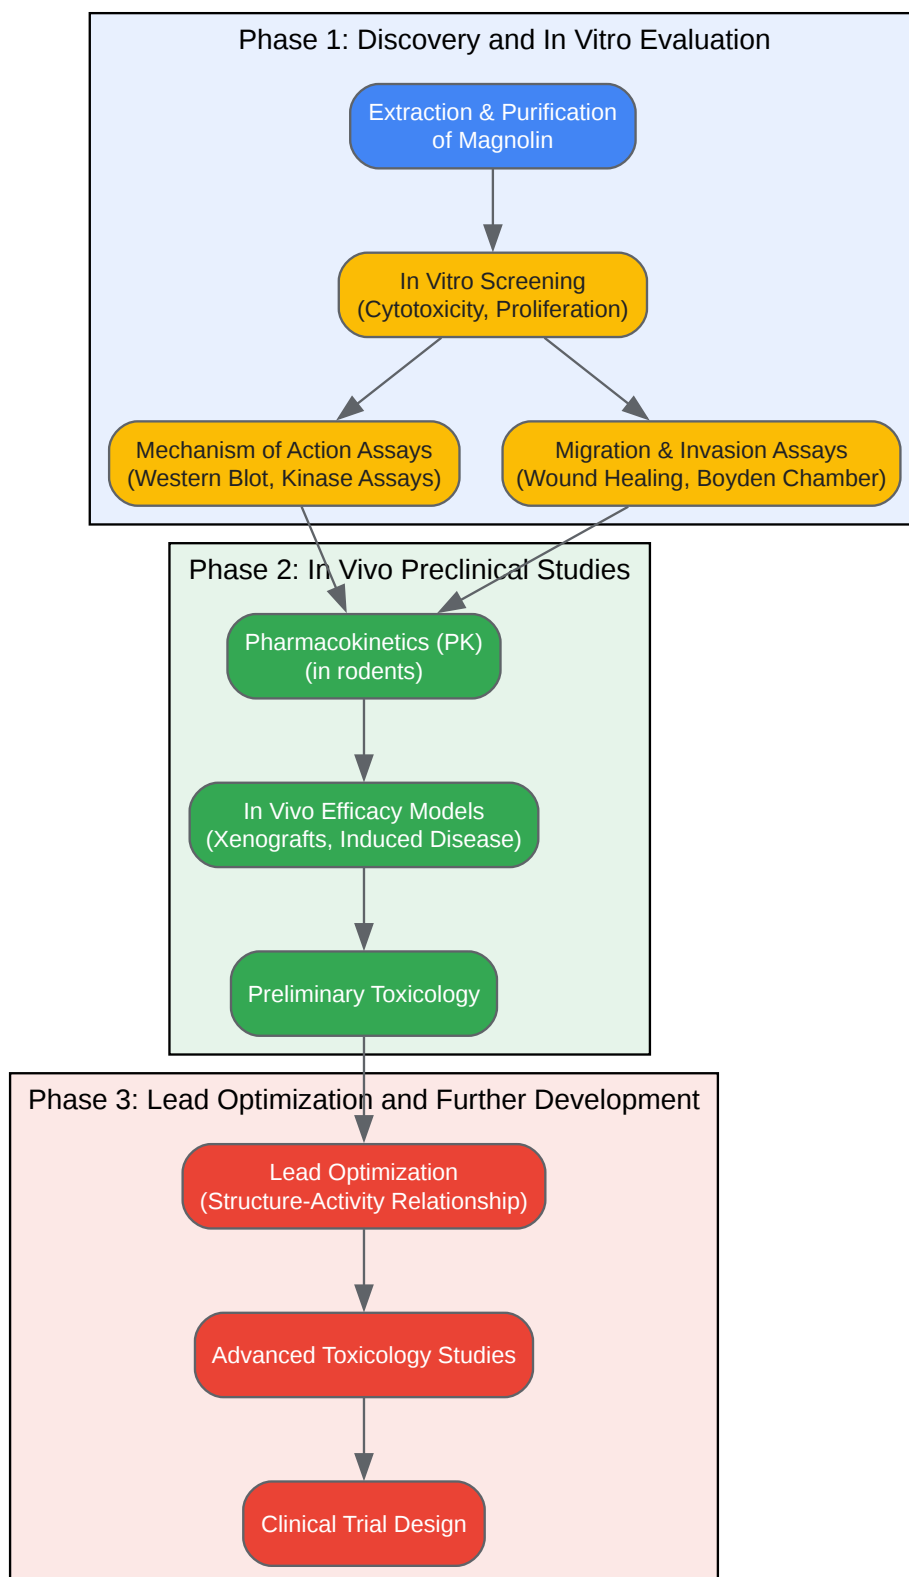 Phase 1: Discovery and In Vitro Evaluation
Extraction & Purification
of Magnolin
In Vitro Screening
(Cytotoxicity, Proliferation)
Mechanism of Action Assays
(Western Blot, Kinase Assays)
Migration & Invasion Assays
(Wound Healing, Boyden Chamber)
Phase 2: In Vivo Preclinical Studies
Pharmacokinetics (PK)
(in rodents)
In Vivo Efficacy Models
(Xenografts, Induced Disease)
Preliminary Toxicology
Phase 3: Lead Optimization and Further Development
Lead Optimization
(Structure-Activity Relationship)
Advanced Toxicology Studies
Clinical Trial Design